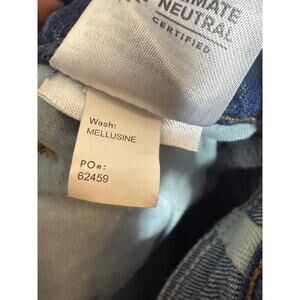 NEUTRAL
CERTIFIED
Wash:
MELLUSINE
PO#:
62459